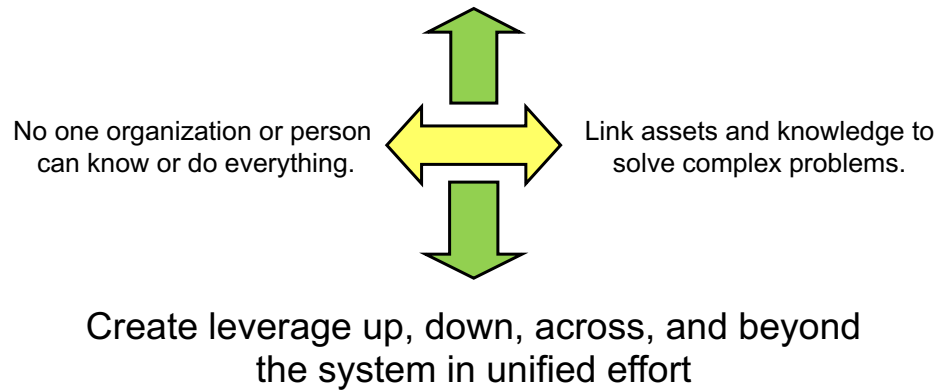 No one organization or person
can know or do everything.
Link assets and knowledge to
solve complex problems.
Create leverage up, down, across, and beyond
the system in unified effort